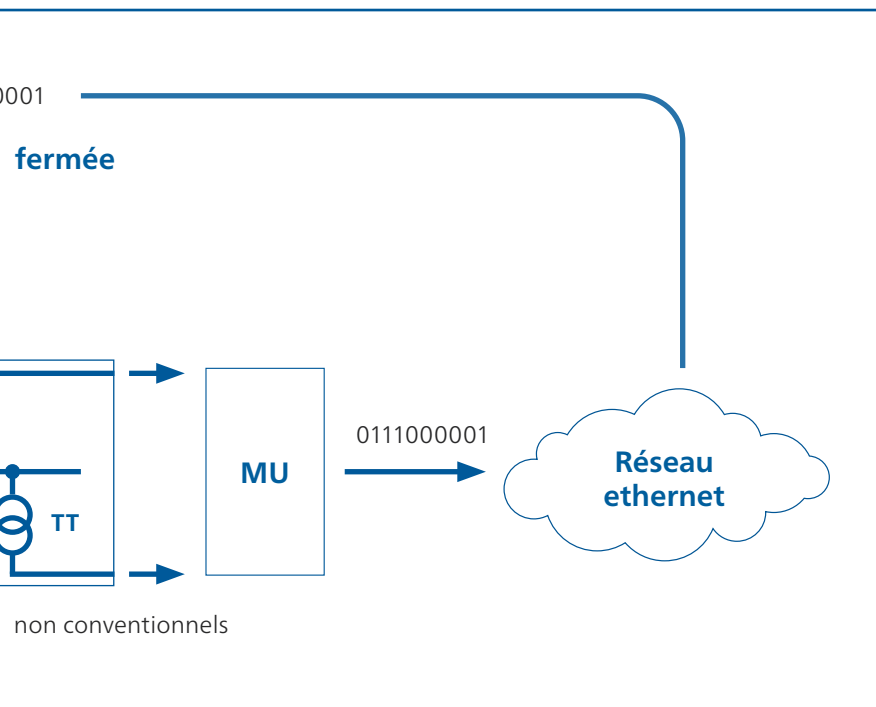 0001
fermée
0111000001
MU
Réseau
ethernet
TT
non conventionnels